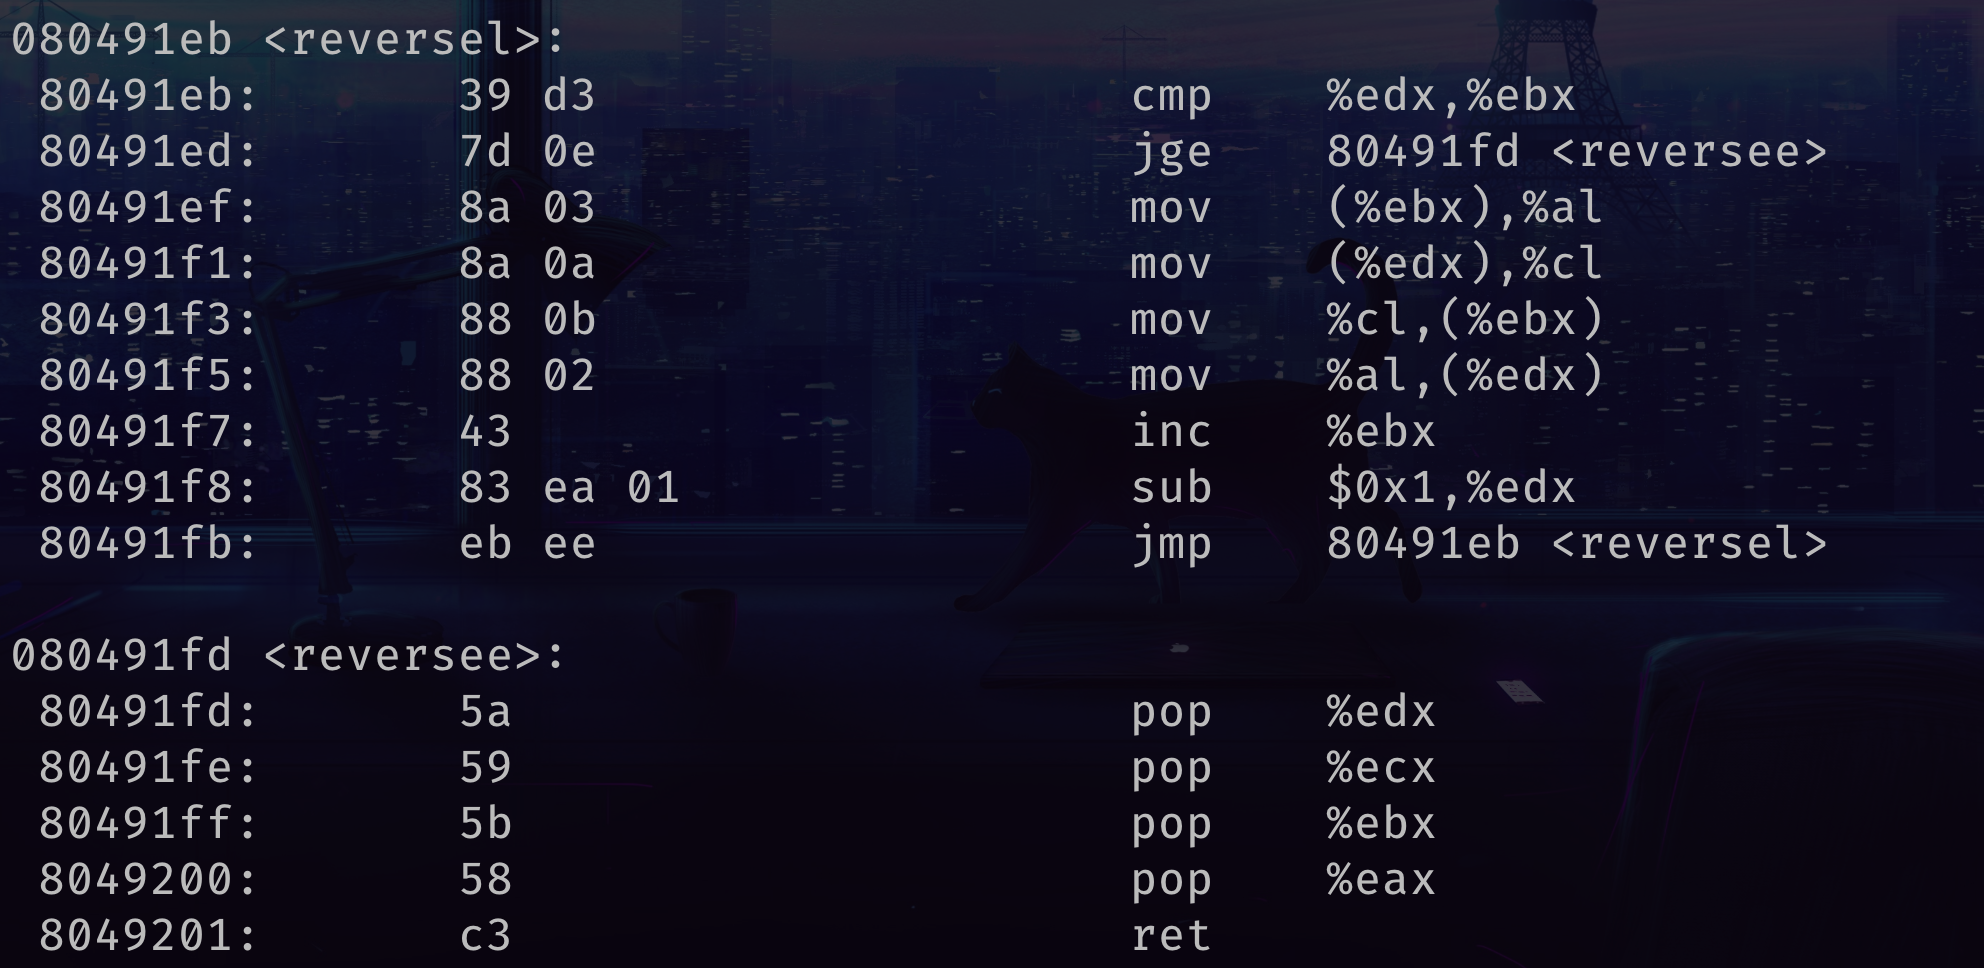 080491eb <reversel>:
 80491eb:	39 d3	cmp    %edx,%ebx
 80491ed:	7d 0e	jge    80491fd <reversee>
 80491ef:	8a 03	mov    (%ebx),%al
 80491f1:	8a 0a	mov    (%edx),%cl
 80491f3:	88 0b	mov    %cl,(%ebx)
 80491f5:	88 02	mov    %al,(%edx)
 80491f7:	43	inc    %ebx
 80491f8:	83 ea 01	sub    $0x1,%edx
 80491fb:	eb ee	jmp    80491eb <reversel>

080491fd <reversee>:
 80491fd:	5a	pop    %edx
 80491fe:	59	pop    %ecx
 80491ff:	5b	pop    %ebx
 8049200:	58	pop    %eax
 8049201:	c3	ret